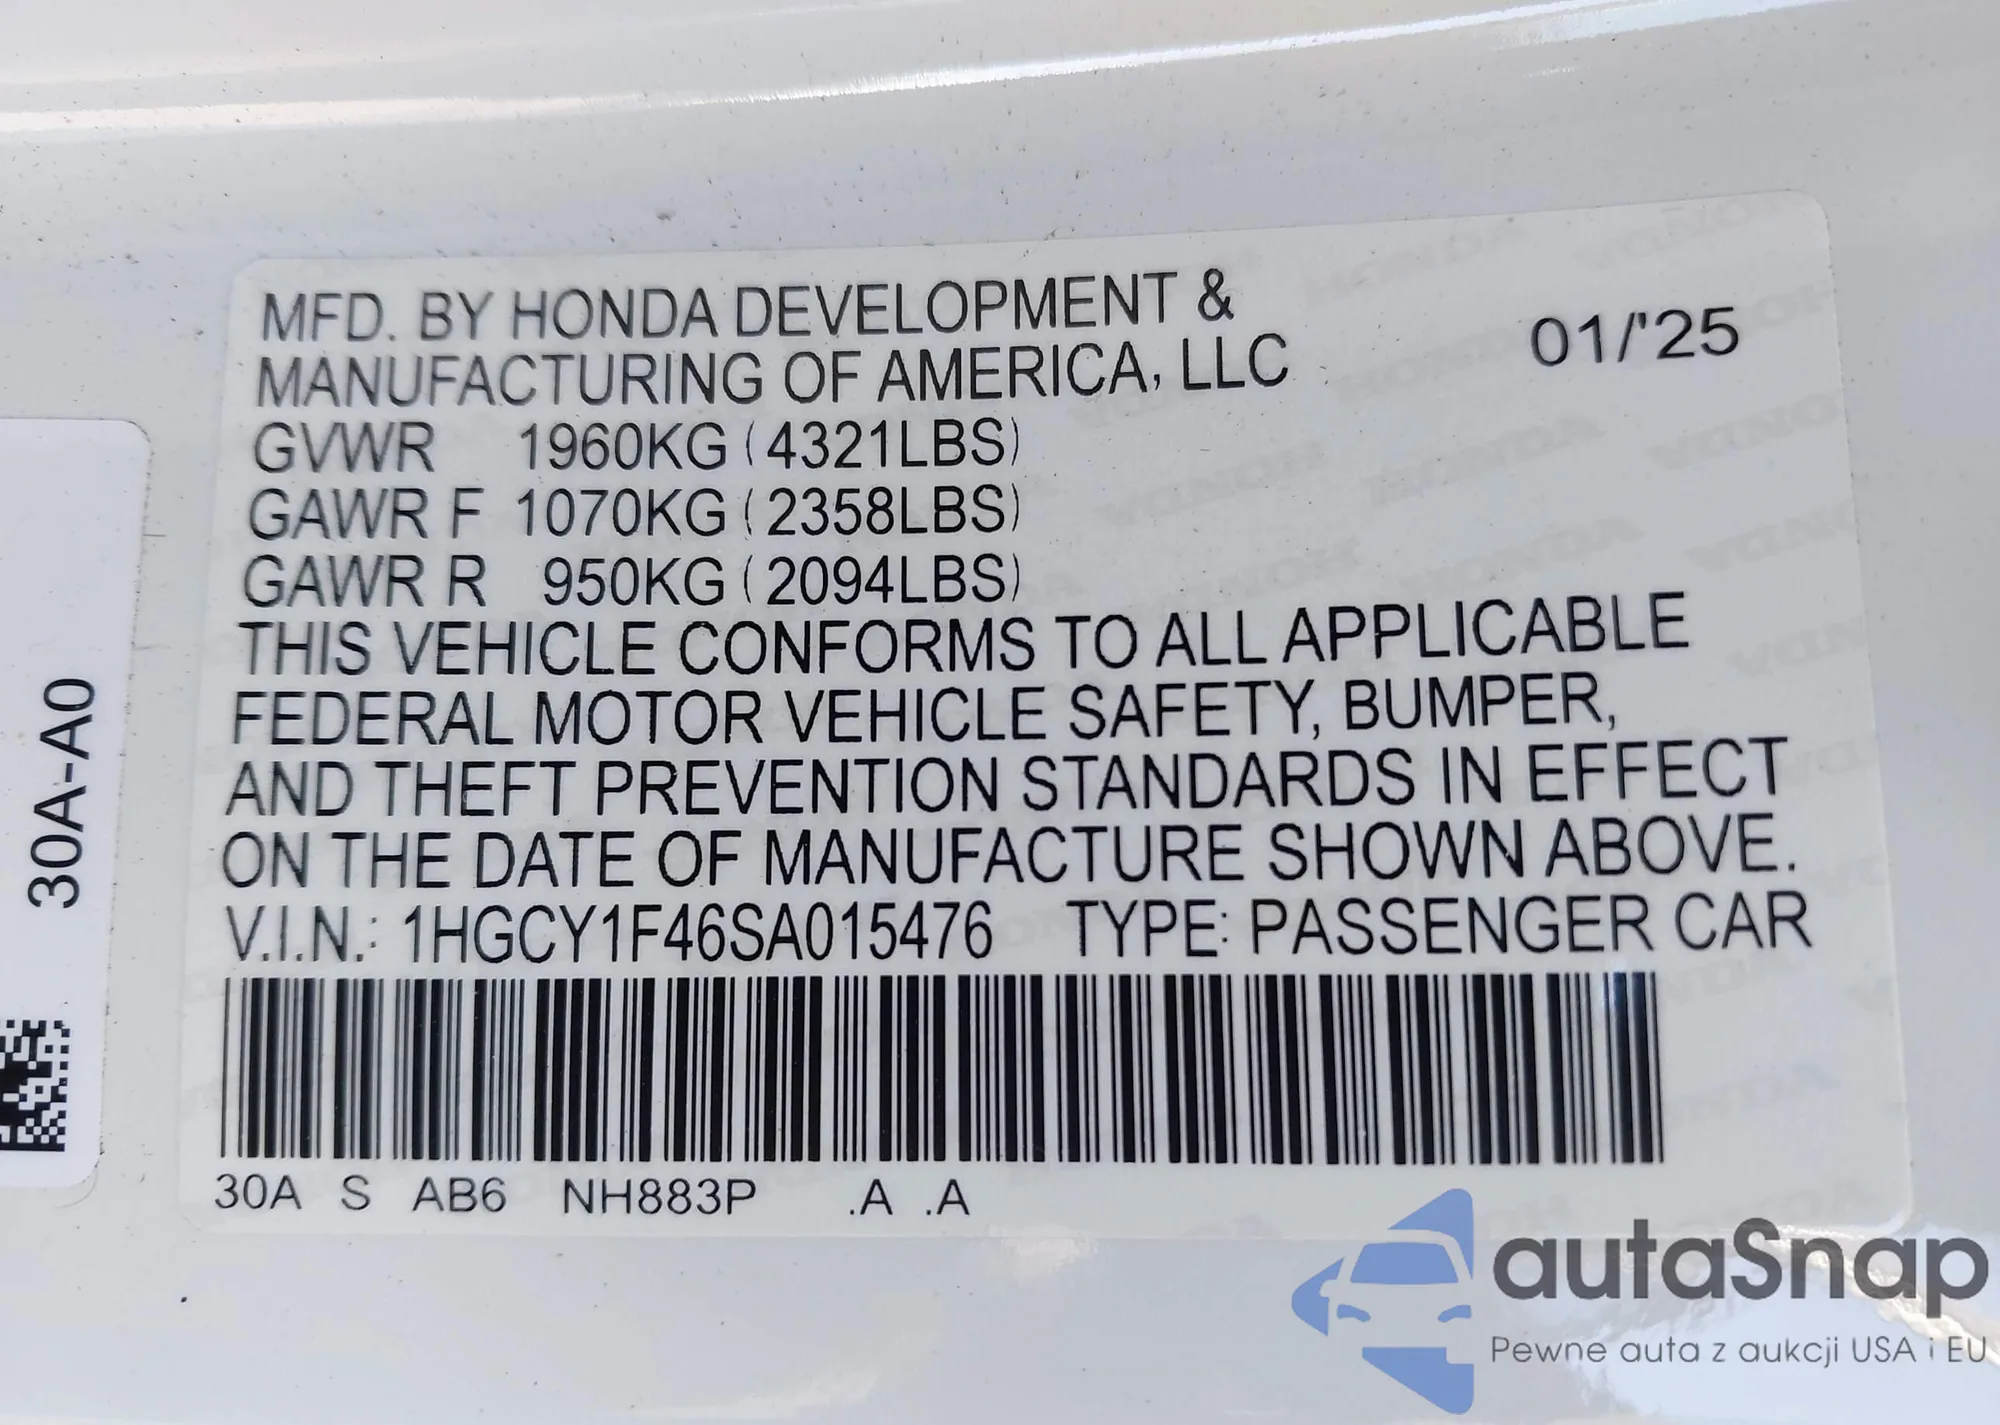 MFD. BY HONDA DEVELOPMENT &
MANUFACTURING OF AMERICA, LLC
01/'25
GVWR 1960KG (4321LBS)
GAWR F 1070KG (2358LBS)
GAWR R 950KG (2094LBS)
THIS VEHICLE CONFORMS TO ALL APPLICABLE
FEDERAL MOTOR VEHICLE SAFETY, BUMPER,
AND THEFT PREVENTION STANDARDS IN EFFECT
ON THE DATE OF MANUFACTURE SHOWN ABOVE.
V.I.N.: 1HGCY1F46SA015476 TYPE: PASSENGER CAR
30A S AB6 NH883P .A .A
30A-A0
autaSnap
Pewne auta z aukcji USA i EU